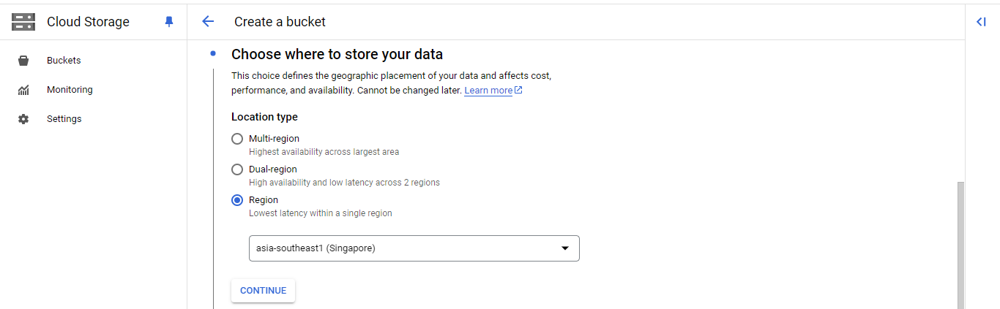 Cloud Storage
Create a bucket
Buckets
Monitoring
Settings
Choose where to store your data
This choice defines the geographic placement of your data and affects cost,
performance, and availability. Cannot be changed later. Learn more
Location type
Multi-region
Highest availability across largest area
Dual-region
High availability and low latency across 2 regions
Region
Lowest latency within a single region
asia-southeast1 (Singapore)
CONTINUE